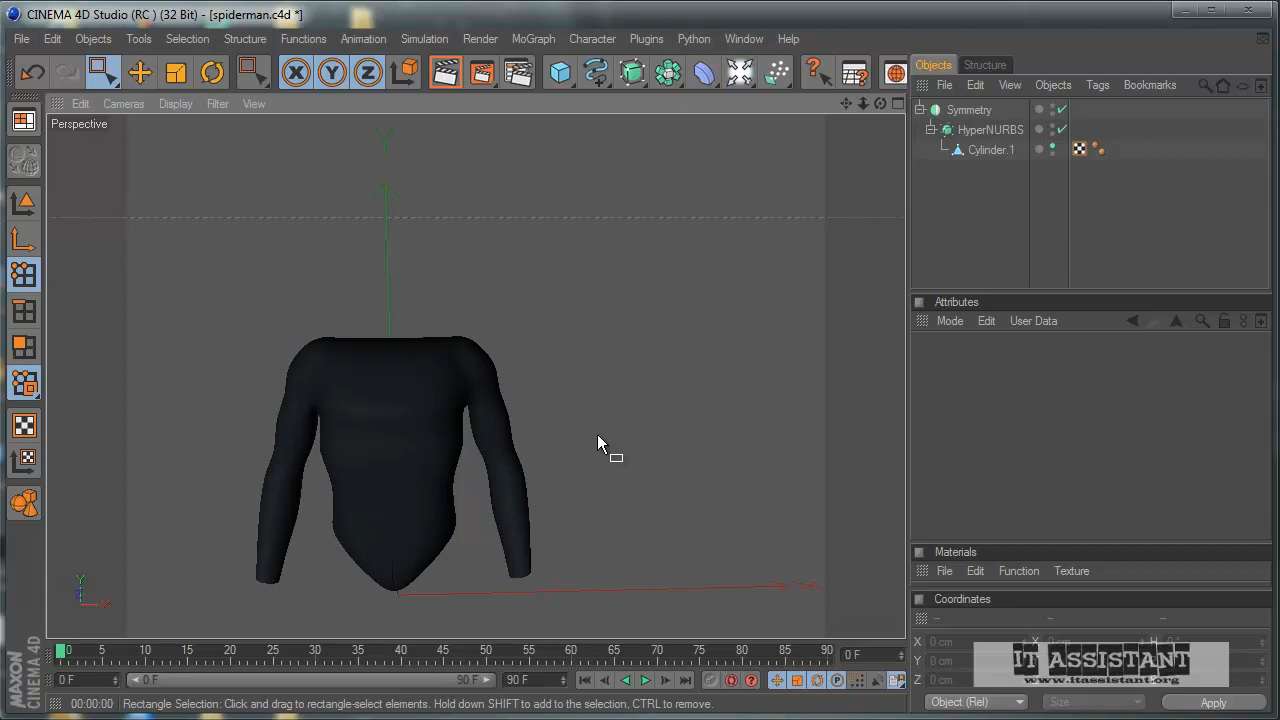 CINEMA 4D Studio (RC ) (32 Bit) - [spiderman.c4d *]
File Edit Objects Tools Selection Structure Functions Animation Simulation Render MoGraph Character Plugins Python Window Help
X Y Z
Objects Structure
File Edit View Objects Tags Bookmarks
Edit Cameras Display Filter View
Perspective
Symmetry
HyperNURBS
Cylinder.1
Y
Attributes
Mode Edit User Data
Materials
File Edit Function Texture
Coordinates
X 0 cm X 0 cm H 0 °
Y 0 cm
Z 0 cm
IT ASSISTANT
www.itassistant.org
Object (Rel) Size Apply
Y
X
0 5 10 15 20 25 30 35 40 45 50 55 60 65 70 75 80 85 90 0 F
0 F 0 F 90 F 90 F
00:00:00 Rectangle Selection: Click and drag to rectangle-select elements. Hold down SHIFT to add to the selection, CTRL to remove.
MAXON
CINEMA 4D